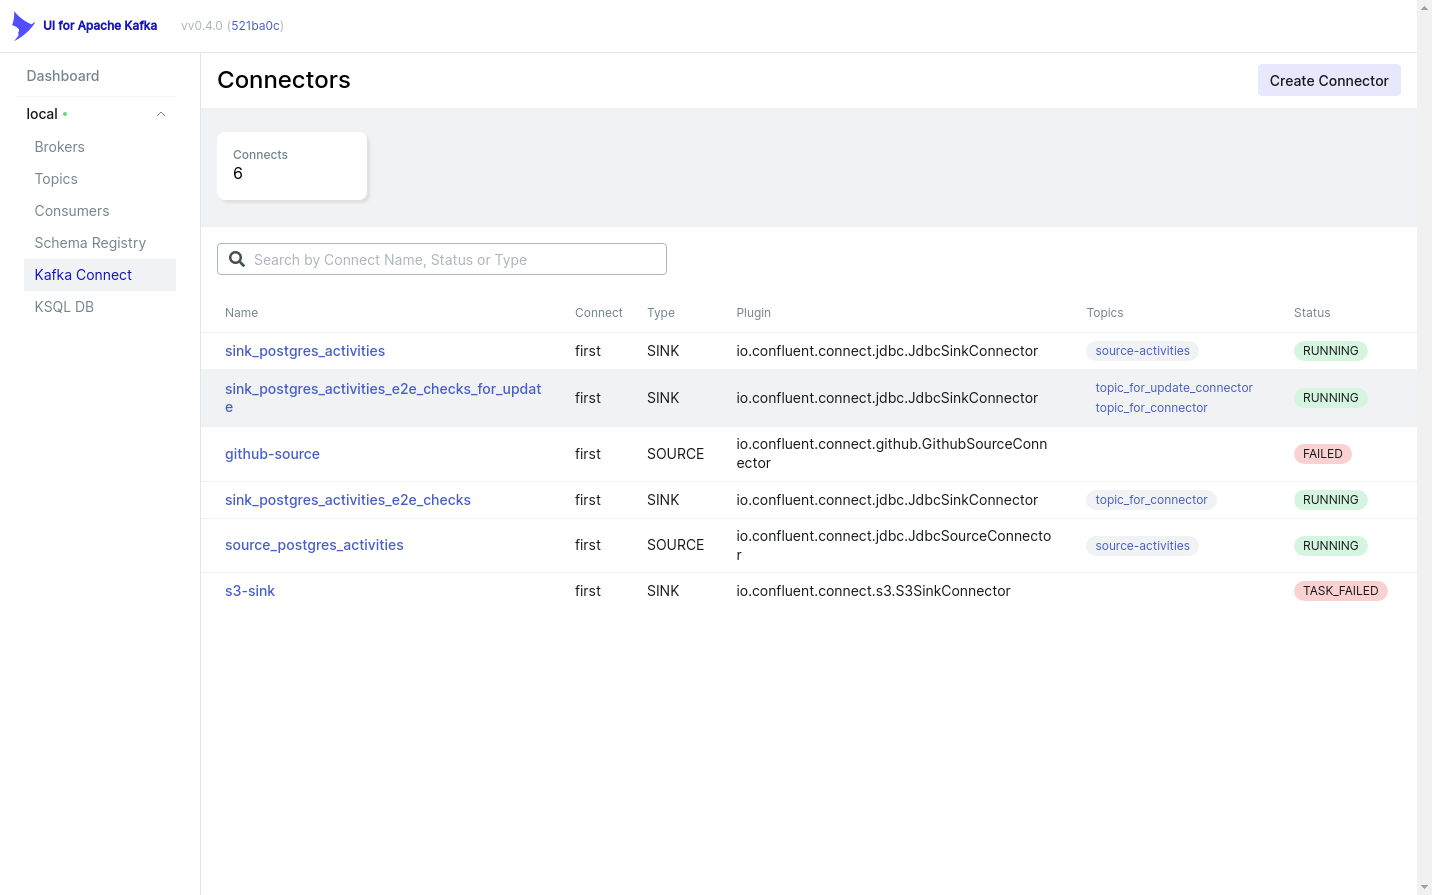 UI for Apache Kafka
vv0.4.0 (521ba0c)
Dashboard
local
Brokers
Topics
Consumers
Schema Registry
Kafka Connect
KSQL DB
Connectors
Create Connector
Connects
6
Search by Connect Name, Status or Type
Name Connect Type Plugin Topics Status
sink_postgres_activities first SINK io.confluent.connect.jdbc.JdbcSinkConnector source-activities RUNNING
sink_postgres_activities_e2e_checks_for_updat
e
first SINK io.confluent.connect.jdbc.JdbcSinkConnector
topic_for_update_connector
topic_for_connector
RUNNING
github-source first SOURCE
io.confluent.connect.github.GithubSourceConn
ector
FAILED
sink_postgres_activities_e2e_checks first SINK io.confluent.connect.jdbc.JdbcSinkConnector topic_for_connector RUNNING
source_postgres_activities first SOURCE
io.confluent.connect.jdbc.JdbcSourceConnecto
r
source-activities RUNNING
s3-sink first SINK io.confluent.connect.s3.S3SinkConnector TASK_FAILED